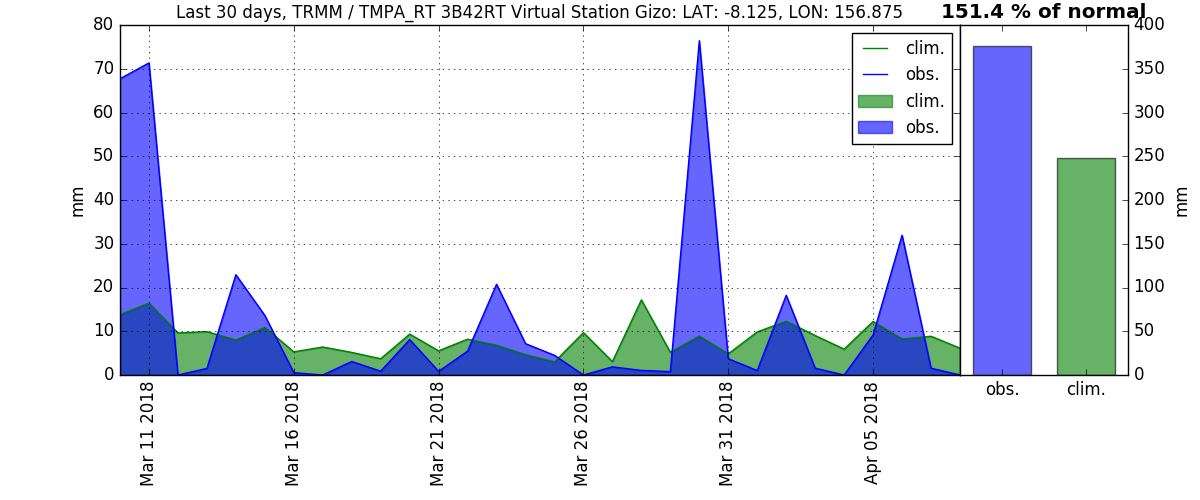 Last 30 days, TRMM / TMPA_RT 3B42RT Virtual Station Gizo: LAT: -8.125, LON: 156.875
151.4 % of normal
80
70
60
50
40
30
20
10
0
mm
clim.
obs.
clim.
obs.
400
350
300
250
200
150
100
50
0
mm
Mar 11 2018
Mar 16 2018
Mar 21 2018
Mar 26 2018
Mar 31 2018
Apr 05 2018
obs.
clim.